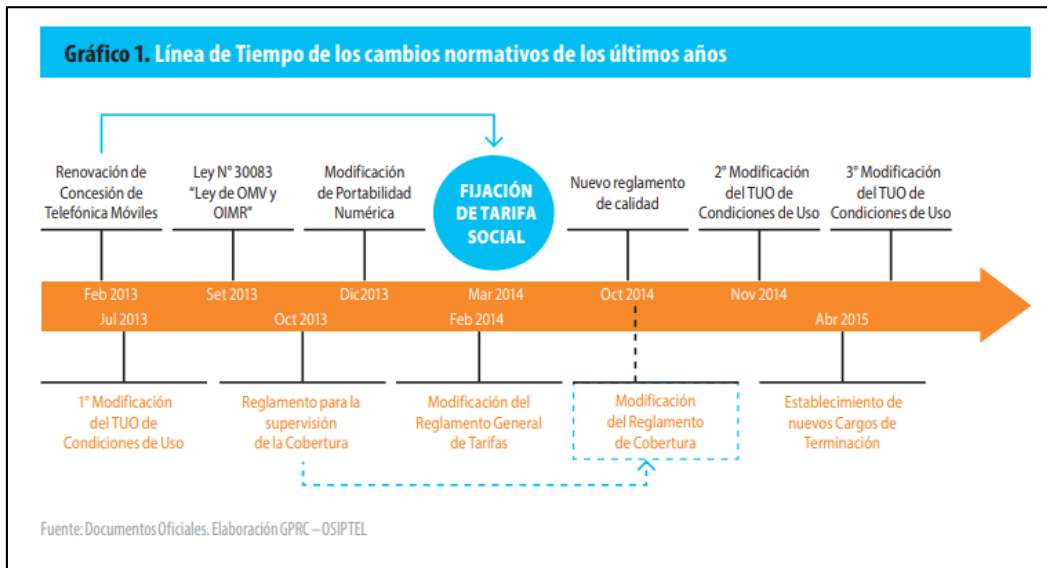 Gráfico 1. Línea de Tiempo de los cambios normativos de los últimos años
Renovación de
Concesión de
Telefónica Móviles
Ley N° 30083
“Ley de OMV y
OIMR”
Modificación
de Portabilidad
Numérica
FIJACIÓN
DE TARIFA
SOCIAL
Nuevo reglamento
de calidad
2° Modificación
del TUO de
Condiciones de Uso
3° Modificación
del TUO de
Condiciones de Uso
Feb 2013
Set 2013
Dic2013
Mar 2014
Oct 2014
Nov 2014
Jul 2013
Oct 2013
Feb 2014
Abr 2015
1° Modificación
del TUO de
Condiciones de Uso
Reglamento para la
supervisión
de la Cobertura
Modificación del
Reglamento General
de Tarifas
Modificación
del Reglamento
de Cobertura
Establecimiento de
nuevos Cargos de
Terminación
Fuente: Documentos Oficiales. Elaboración GPRC – OSIPTEL